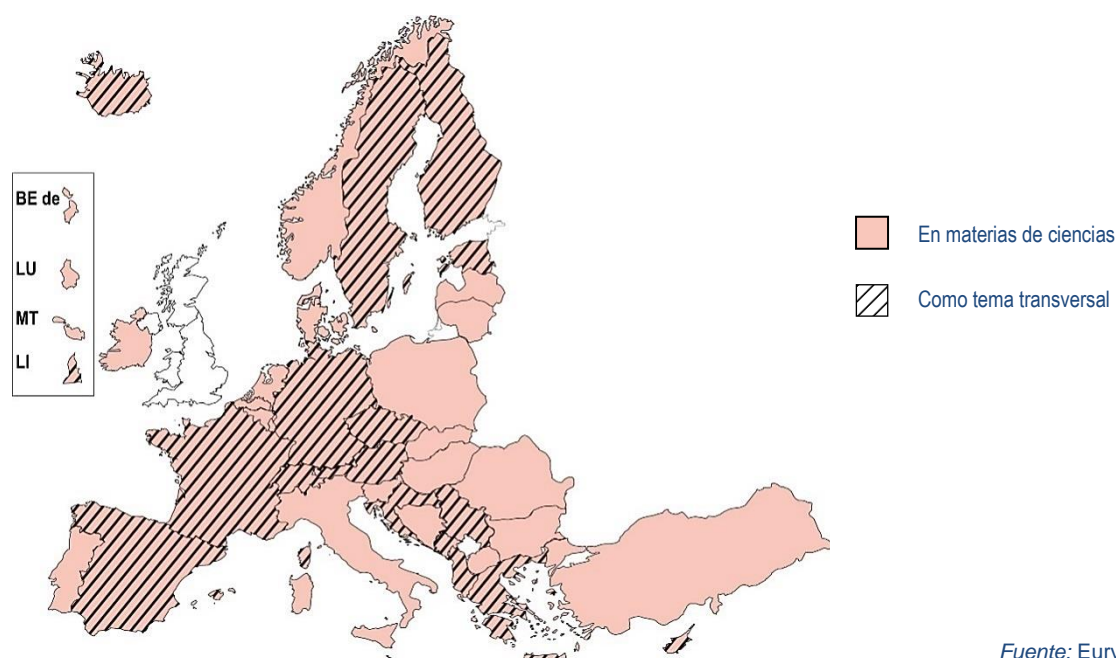 BE de
LU
MT
LI
En materias de ciencias
Como tema transversal
Fuente: